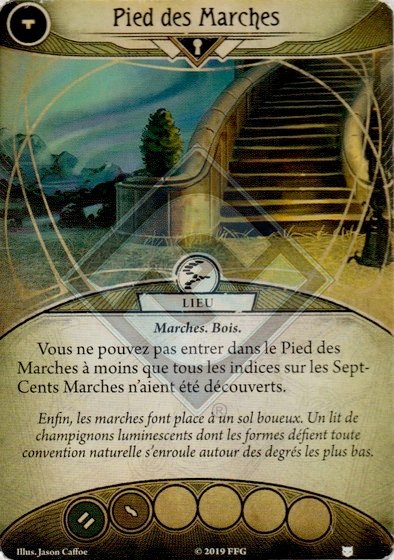 Pied des Marches
LIEU
Marches. Bois.
Vous ne pouvez pas entrer dans le Pied des
Marches à moins que tous les indices sur les Sept-
Cents Marches n'aient été découverts.
Enfin, les marches font place à un sol boueux. Un lit de
champignons luminescents dont les formes défient toute
convention naturelle s'enroule autour des degrés les plus bas.
Illus. Jason Caffoe
© 2019 FFG